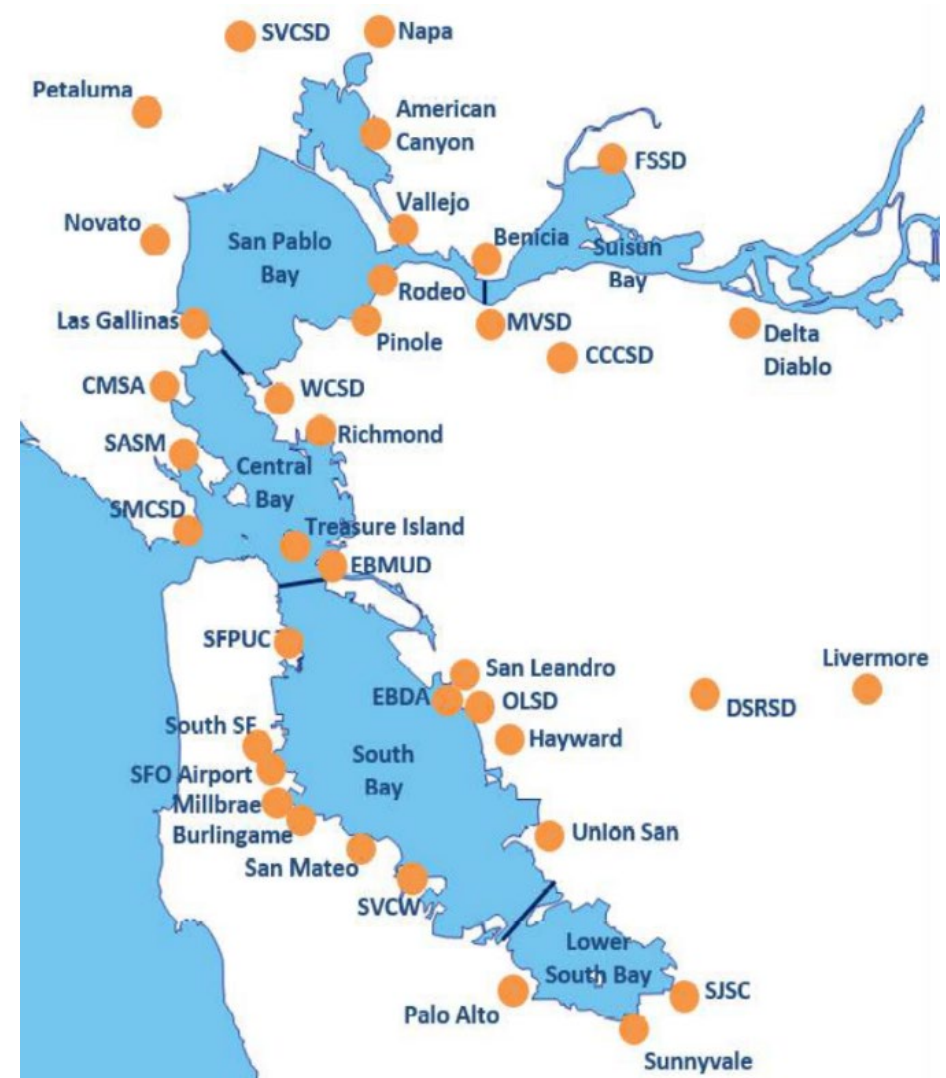 SVCSD
Napa
Petaluma
American
Canyon
FSSD
Vallejo
Novato
Benicia
San Pablo
Bay
Suisun
Bay
Rodeo
Las Gallinas
Pinole
MVSD
Delta
Diablo
CCCSD
CMSA
WCSD
Richmond
SASM
Central
Bay
SMCSD
Treasure Island
EBMUD
SFPUC
San Leandro
Livermore
EBDA
OLSD
DSRSD
South SF
Hayward
South
Bay
SFO Airport
Millbrae
Burlingame
Union San
San Mateo
SVCW
Lower
South Bay
SJSC
Palo Alto
Sunnyvale